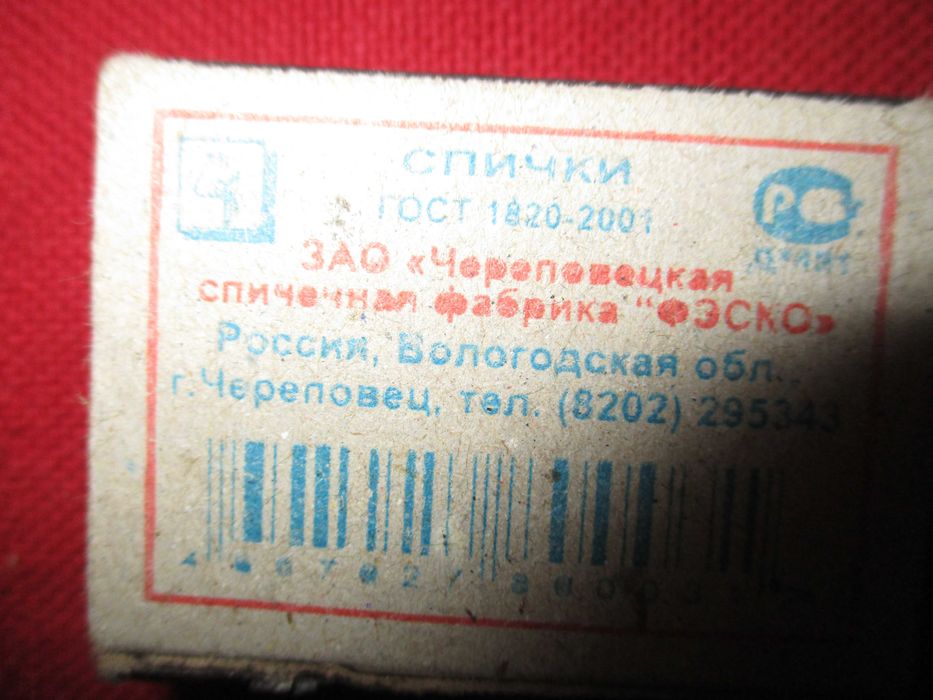 СПИЧКИ
ГОСТ 1820-2001
ЗАО «Череповецкая
спичечная фабрика "ФЭСКО»
Россия, Вологодская обл.,
г. Череповец, тел. (8202) 295343